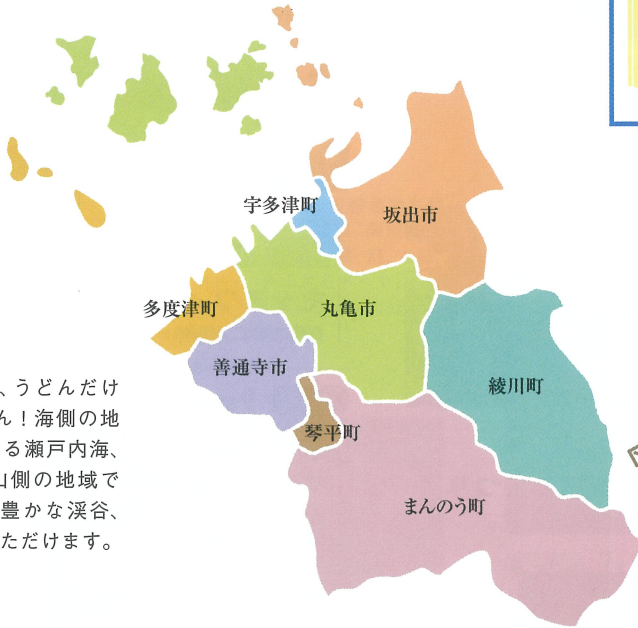 宇多津町
坂出市
多度津町
丸亀市
善通寺市
綾川町
琴平町
まんのう町
、うどんだけ
ん！海側の地
る瀬戸内海、
山側の地域で
豊かな渓谷、
ただけます。